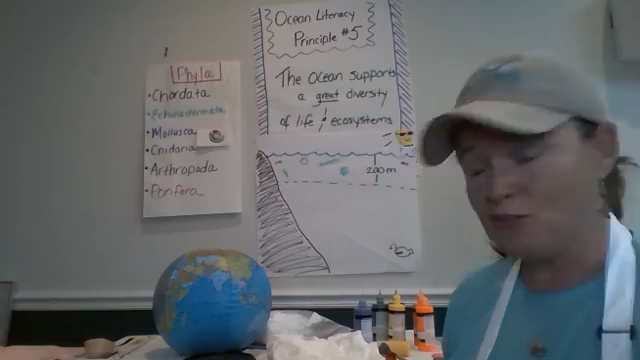 Phyla
• Chordata
• Echinodermata
• Mollusca
• Cnidaria
• Arthropoda
• Porifera
Ocean Literacy
Principle #5
The Ocean supports
a great diversity
of life & ecosystems
200m